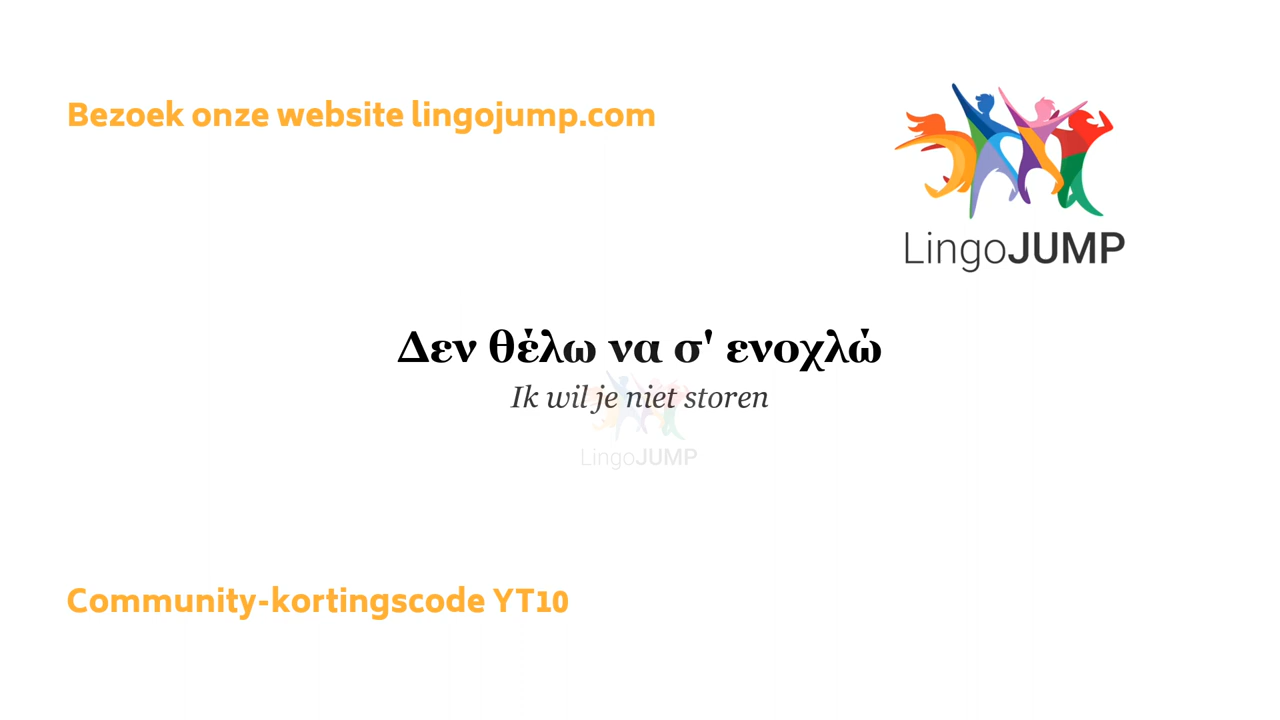 Bezoek onze website lingojump.com
LingoJUMP
Δεν θέλω να σ' ενοχλώ
Ik wil je niet storen
LingoJUMP
Community-kortingscode YT10